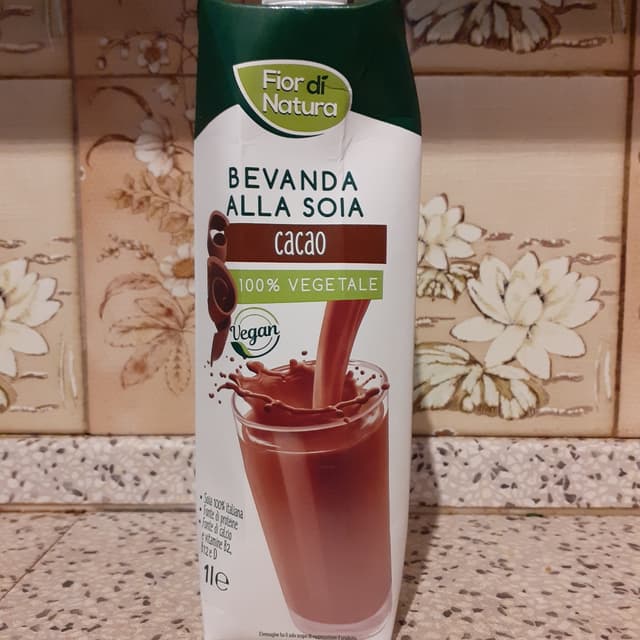 Fior di
Natura
BEVANDA
ALLA SOIA
cacao
100% VEGETALE
Vegan
• Soia 100% italiana
• Fonte di proteine
• Fonte di calcio
e vitamine B2,
B12 e D
1l e